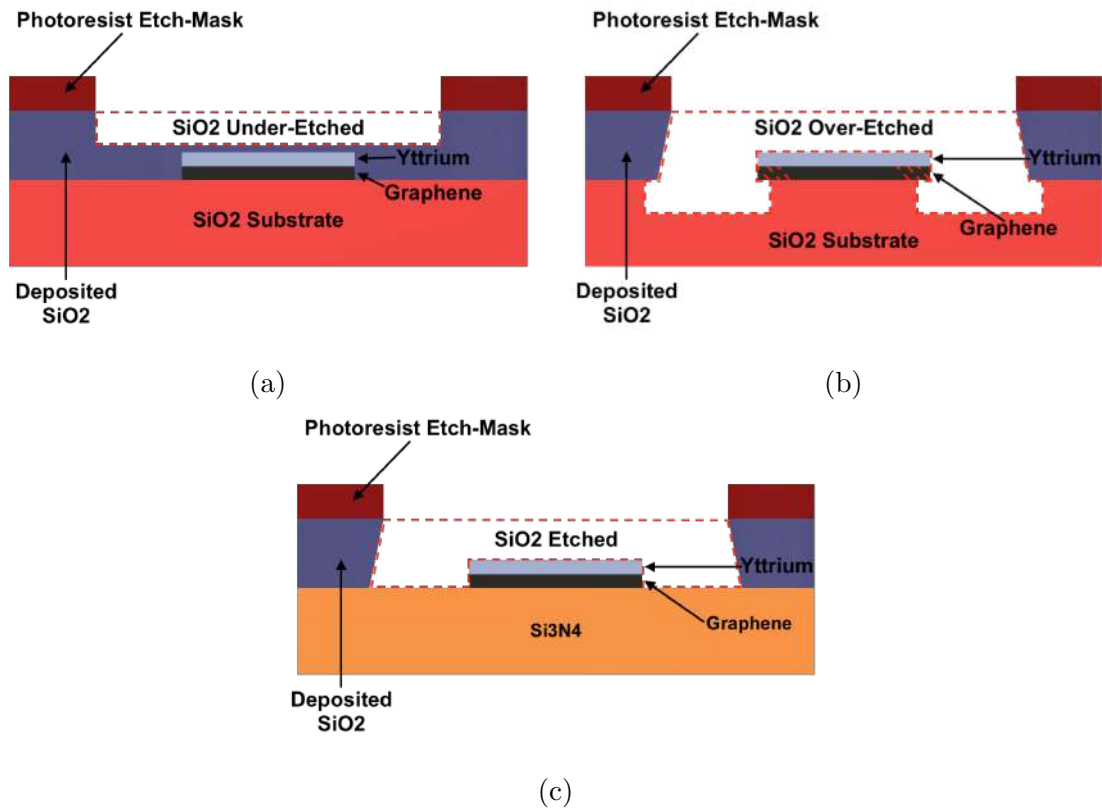 Photoresist Etch-Mask
SiO2 Under-Etched
Yttrium
Graphene
SiO2 Substrate
Deposited
SiO2
(a)
Photoresist Etch-Mask
SiO2 Over-Etched
Yttrium
Graphene
SiO2 Substrate
Deposited
SiO2
(b)
Photoresist Etch-Mask
SiO2 Etched
Yttrium
Graphene
Si3N4
Deposited
SiO2
(c)